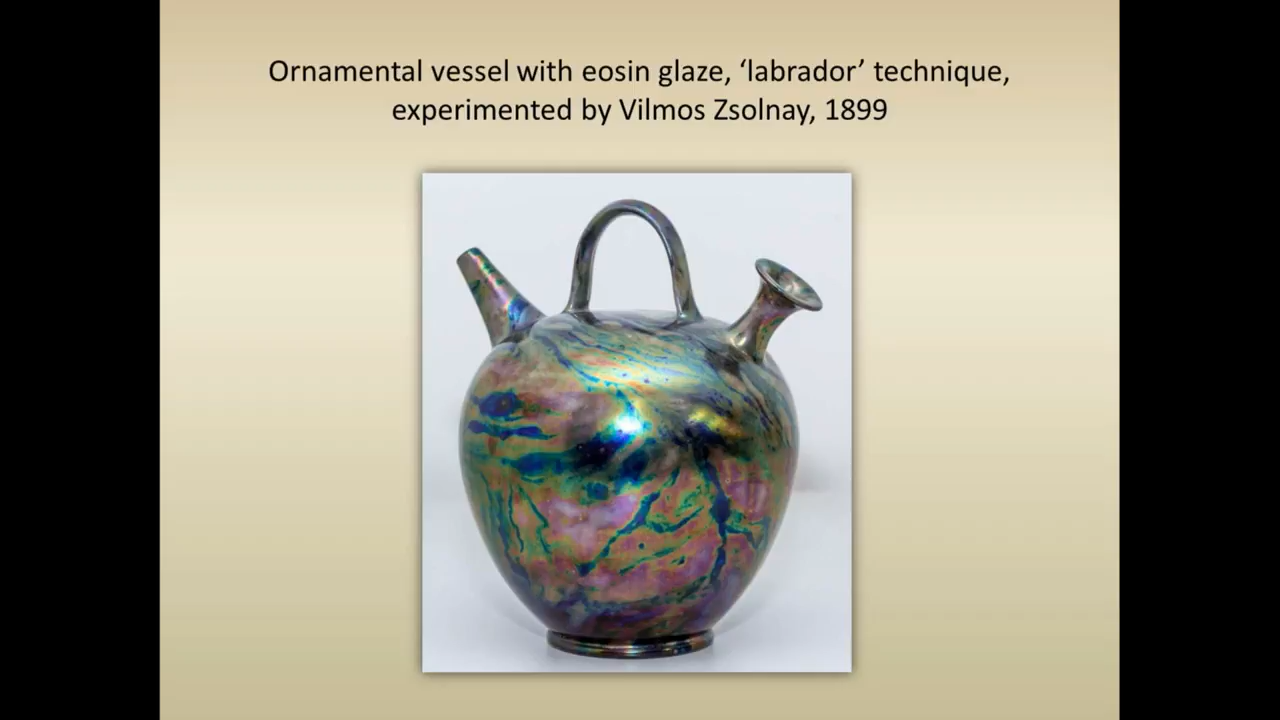 Ornamental vessel with eosin glaze, ‘labrador’ technique,
experimented by Vilmos Zsolnay, 1899